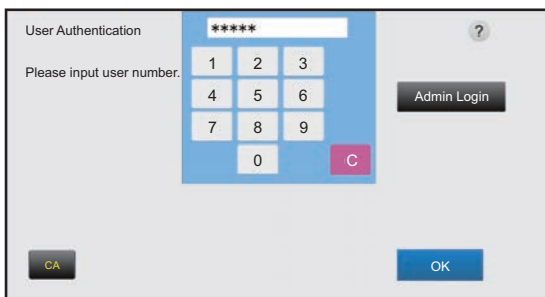 User Authentication
*****
?
Please input user number.
1 2 3
4 5 6
Admin Login
7 8 9
0 C
CA
OK